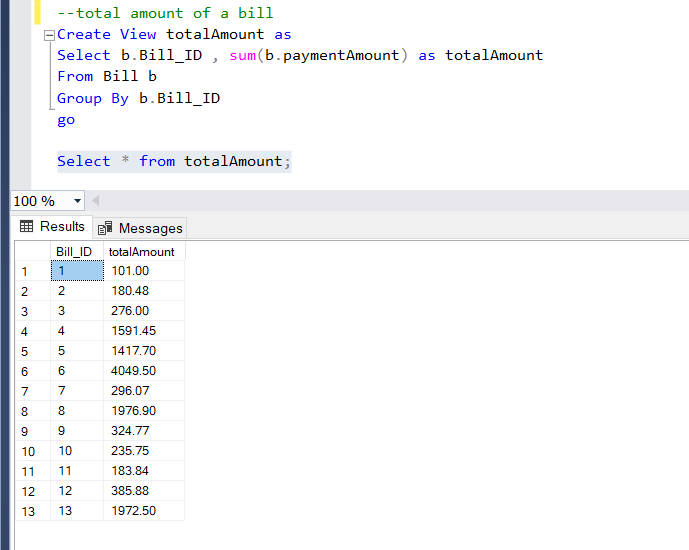 --total amount of a bill
Create View totalAmount as
Select b.Bill_ID , sum(b.paymentAmount) as totalAmount
From Bill b
Group By b.Bill_ID
go
Select * from totalAmount;
100 %
Results Messages
Bill_ID totalAmount
1 1 101.00
2 2 180.48
3 3 276.00
4 4 1591.45
5 5 1417.70
6 6 4049.50
7 7 296.07
8 8 1976.90
9 9 324.77
10 10 235.75
11 11 183.84
12 12 385.88
13 13 1972.50